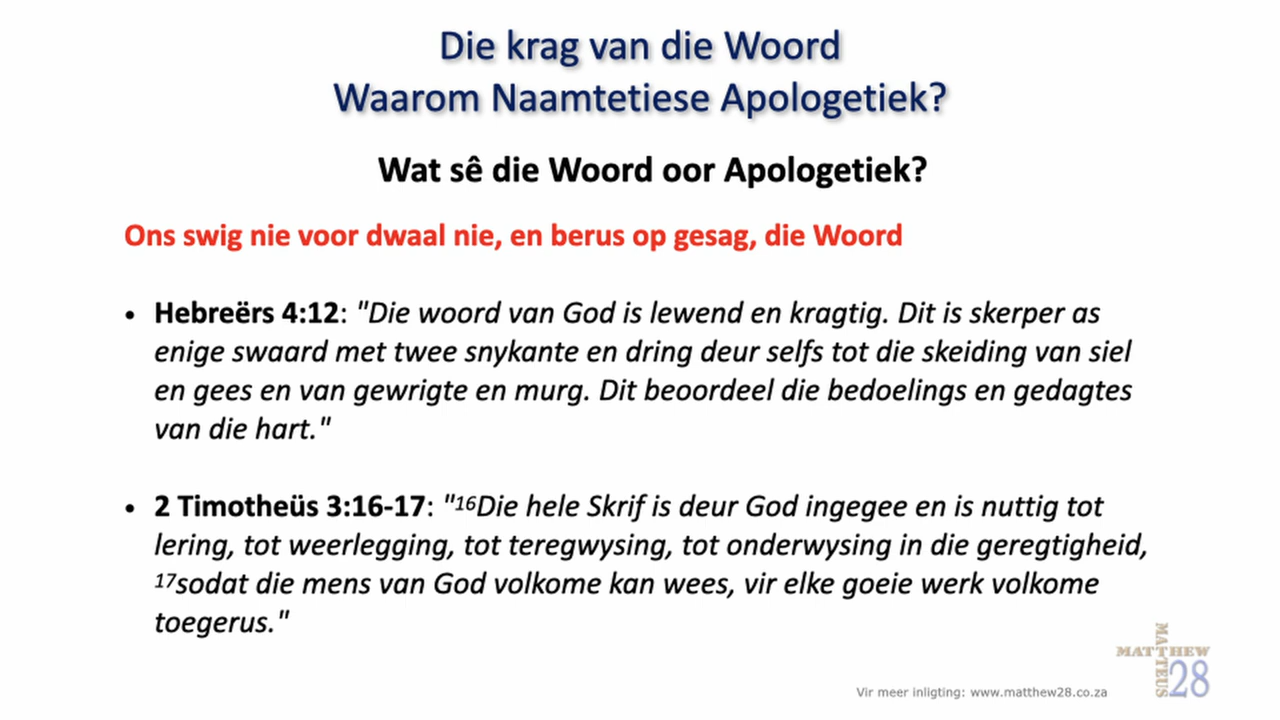 Die krag van die Woord
Waarom Naamtetiese Apologetiek?
Wat sê die Woord oor Apologetiek?
Ons swig nie voor dwaal nie, en berus op gesag, die Woord
• Hebreërs 4:12: "Die woord van God is lewend en kragtig. Dit is skerper as
enige swaard met twee snykante en dring deur selfs tot die skeiding van siel
en gees en van gewrigte en murg. Dit beoordeel die bedoelings en gedagtes
van die hart."
• 2 Timotheüs 3:16-17: "16Die hele Skrif is deur God ingegee en is nuttig tot
lering, tot weerlegging, tot teregwysing, tot onderwysing in die geregtigheid,
17sodat die mens van God volkome kan wees, vir elke goeie werk volkome
toegerus."
MATTHEW
MATTEUS
28
Vir meer inligting: www.matthew28.co.za